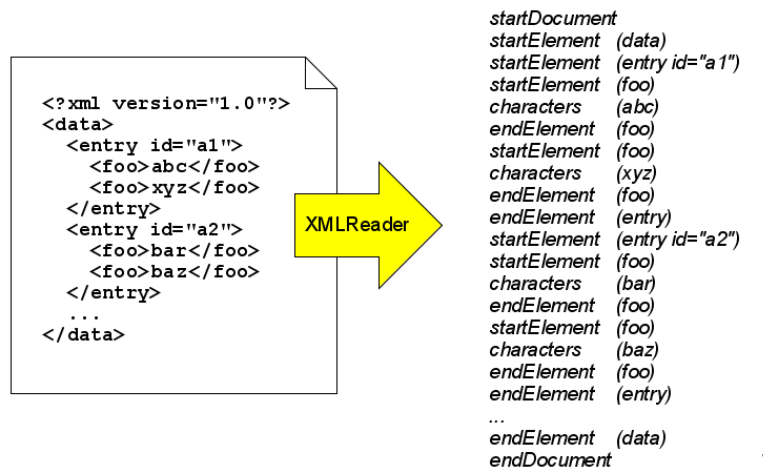 <?xml version="1.0"?>
<data>
<entry id="a1">
<foo>abc</foo>
<foo>xyz</foo>
</entry>
<entry id="a2">
<foo>bar</foo>
<foo>baz</foo>
</entry>
...
</data>
XMLReader
startDocument
startElement (data)
startElement (entry id="a1")
startElement (foo)
characters (abc)
endElement (foo)
startElement (foo)
characters (xyz)
endElement (foo)
endElement (entry)
startElement (entry id="a2")
startElement (foo)
characters (bar)
endElement (foo)
startElement (foo)
characters (baz)
endElement (foo)
endElement (entry)
...
endElement (data)
endDocument